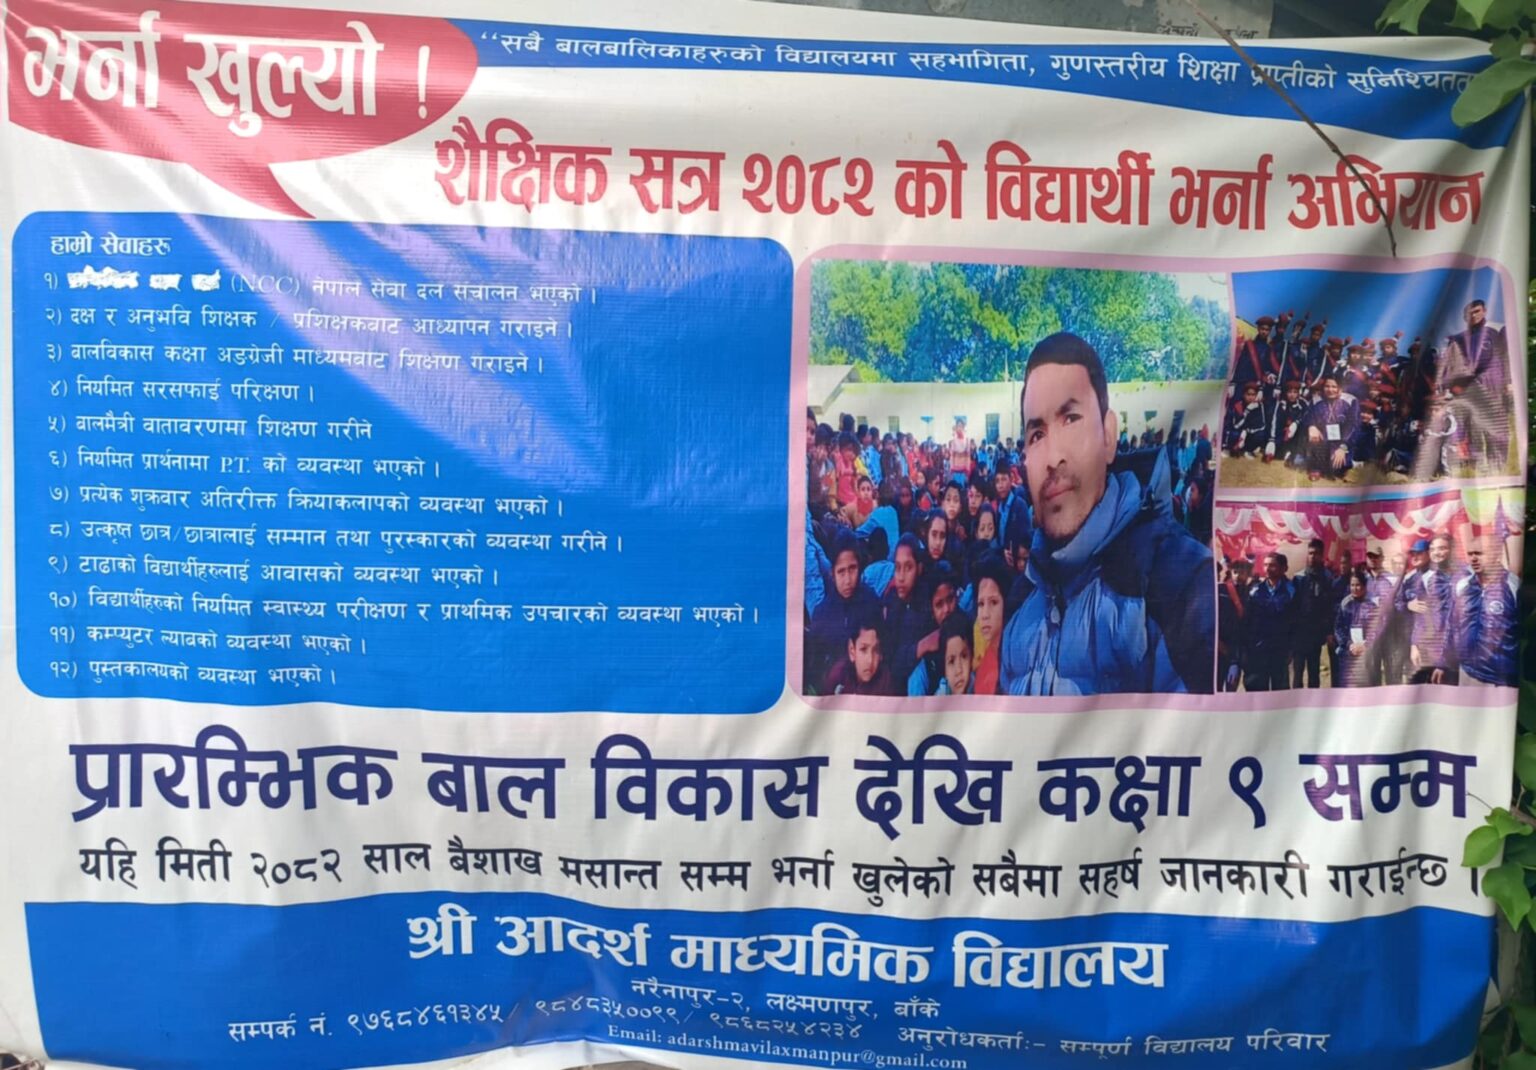 भर्ना खुल्यो !
“सबै बालबालिकाहरुको विद्यालयमा सहभागिता, गुणस्तरीय शिक्षा प्राप्तीको
शैक्षिक सत्र २०८२ को विद्यार्थी भर्ना अभियान
हाम्रो सेवाहरू
१) (NCC) नेपाल सेवा दल संचालन भएको ।
२) दक्ष र अनुभवि शिक्षक / प्रशिक्षकबाट आध्यापन गराइने ।
३) बालविकास कक्षा अङग्रेजी माध्यमबाट शिक्षण गराइने ।
४) नियमित सरसफाई परिक्षण ।
५) बालमैत्री वातावरणमा शिक्षण गरीने
६) नियमित प्रार्थनामा P.T. को व्यवस्था भएको ।
७) प्रत्येक शुक्रवार अतिरीक्त क्रियाकलापको व्यवस्था भएको ।
८) उत्कृष्त छात्र/छात्रालाई सम्मान तथा पुरस्कारको व्यवस्था गरीने ।
९) टाढाको विद्यार्थीहरुलाई आवासको व्यवस्था भएको ।
१०) विद्यार्थीहरुको नियमित स्वास्थ्य परीक्षण र प्राथमिक उपचारको व्यवस्था भएको ।
११) कम्प्युटर ल्याबको व्यवस्था भएको ।
१२) पुस्तकालयको व्यवस्था भएको ।
प्रारम्भिक बाल विकास देखि कक्षा ९ सम्म
यहि मिती २०८२ साल बैशाख मसान्त सम्म भर्ना खुलेको सबैमा सहर्ष जानकारी गराईन्छ ।
श्री आदर्श माध्यमिक विद्यालय
नरैनापुर-२, लक्ष्मणपुर, बाँके
सम्पर्क नं. ९७६८४६१३४५ / ९८४८३५००९९ / ९८६८२५४२३४ अनुरोधकर्ताः- सम्पूर्ण विद्यालय परिवार
Email: adarshmavilaxmanpur@gmail.com